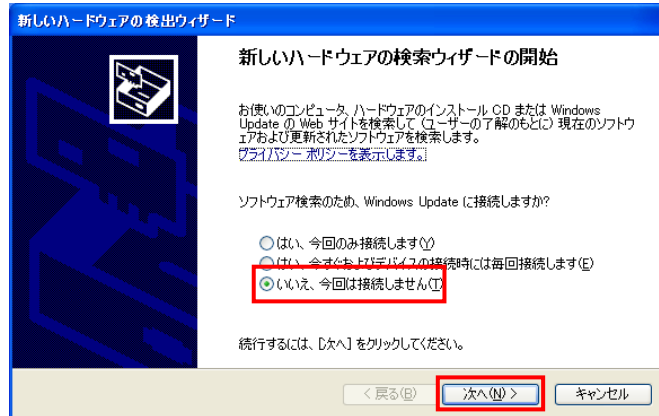 新しいハードウェアの検出ウィザード
新しいハードウェアの検索ウィザードの開始
お使いのコンピュータ、ハードウェアのインストール CD または Windows
Update の Web サイトを検索して (ユーザーの了解のもとに) 現在のソフトウ
ェアおよび更新されたソフトウェアを検索します。
プライバシー ポリシーを表示します。
ソフトウェア検索のため、Windows Update に接続しますか?
はい、今回のみ接続します(Y)
はい、今すぐおよびデバイスの接続時には毎回接続します(E)
いいえ、今回は接続しません(T)
続行するには、[次へ] をクリックしてください。
< 戻る(B) 次へ(N) > キャンセル